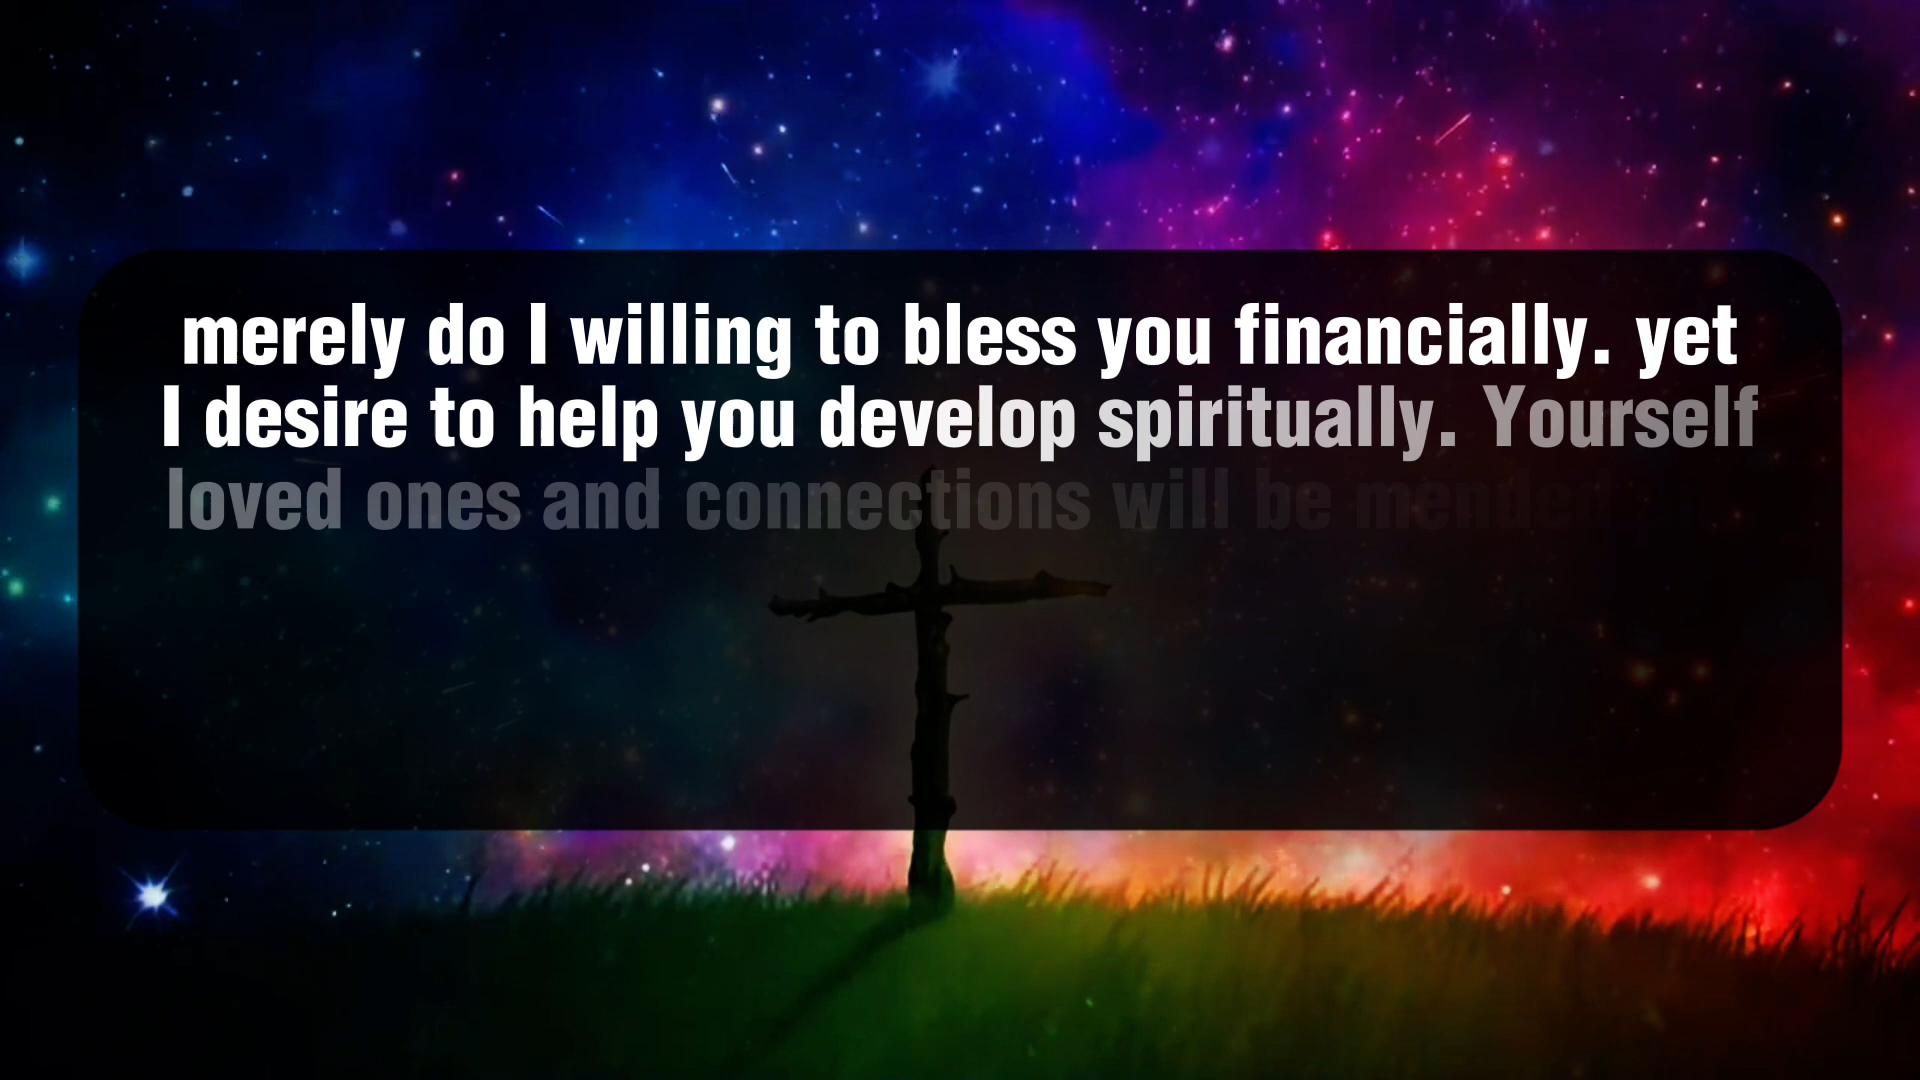 merely do I willing to bless you financially. yet
I desire to help you develop spiritually. Yourself
loved ones and connections will be mended